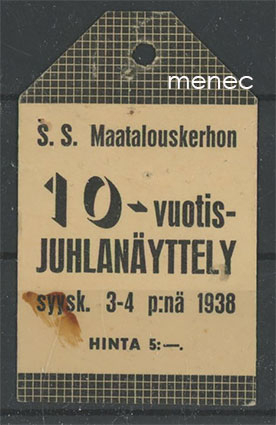 menec
S. S. Maatalouskerhon
10-vuotis-
JUHLANÄYTTELY
syysk. 3-4 p:nä 1938
HINTA 5:—.